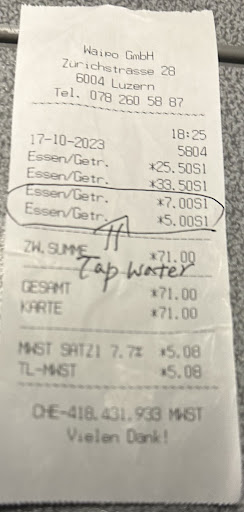 Waipo GmbH
Zürichstrasse 28
6004 Luzern
Tel. 078 260 58 87
18:25
17-10-2023 5804
Essen/Getr. *25.50S1
Essen/Getr. *33.50S1
Essen/Getr. *7.00S1
Essen/Getr. *5.00S1
ZW.SUMME *71.00
Tap water
GESAMT *71.00
KARTE *71.00
MWST SATZ1 7.7% *5.08
TL-MWST *5.08
CHE-418.431.933 MWST
Vielen Dank!